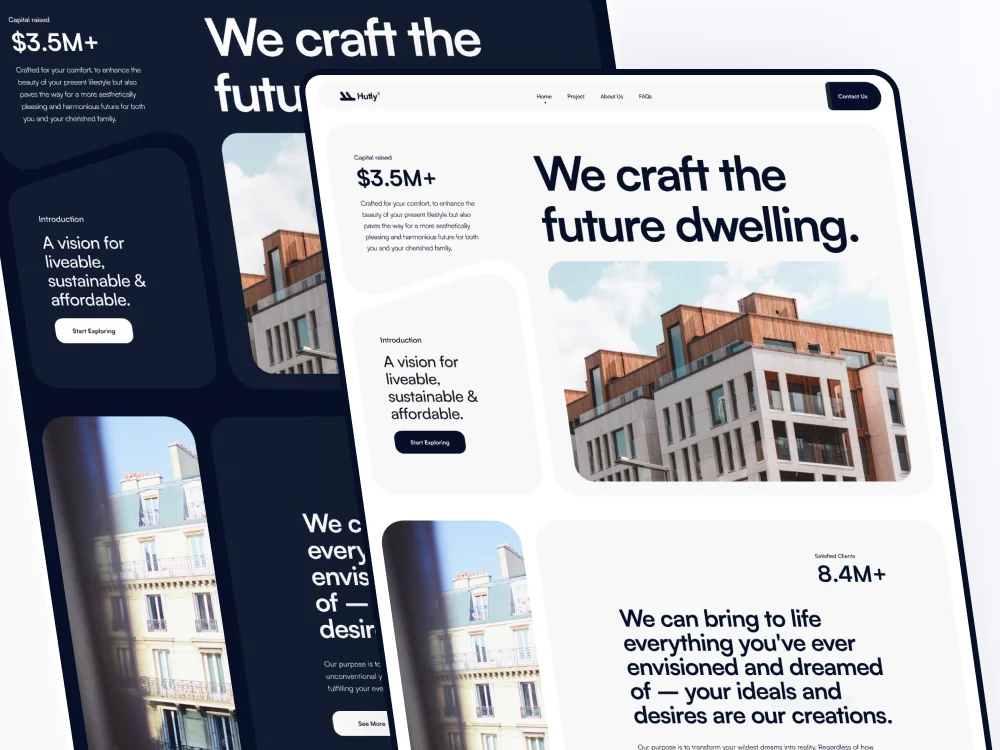 Capital raised
$3.5M+
Crafted for your comfort, to enhance the
beauty of your present lifestyle but also
paves the way for a more aesthetically
pleasing and harmonious future for both
you and your cherished family.
We craft the
futu
Introduction
A vision for
liveable,
sustainable &
affordable.
Start Exploring
We c
every
envis
of —
desir
Our purpose is to
unconventional y
fulfilling your eve
See More
Hutly
Home
Project
About Us
FAQs
Contact Us
Capital raised
$3.5M+
Crafted for your comfort, to enhance the
beauty of your present lifestyle but also
paves the way for a more aesthetically
pleasing and harmonious future for both
you and your cherished family.
We craft the
future dwelling.
Introduction
A vision for
liveable,
sustainable &
affordable.
Start Exploring
Satisfied Clients
8.4M+
We can bring to life
everything you've ever
envisioned and dreamed
of — your ideals and
desires are our creations.
Our purpose is to transform your wildest dreams into reality. Regardless of how